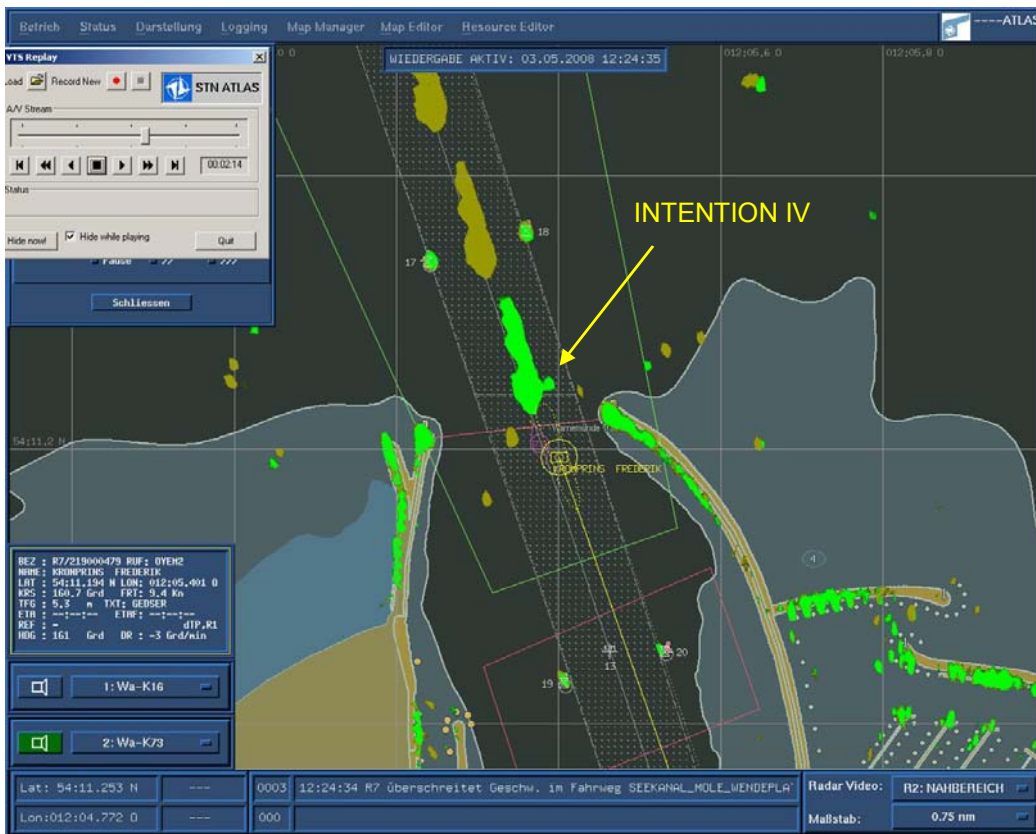 Betrieb Status Darstellung Logging Map Manager Map Editor Resource Editor
----ATLAS
VTS Replay
Load Record New
STN ATLAS
A/V Stream
00:02:14
Status
Hide now! Hide while playing Quit
Pause
Schliessen
WIEDERGABE AKTIV: 03.05.2008 12:24:35
012;05,6 O
012;05,8 O
INTENTION IV
18
17
54;11,2 N
Warnemünde
KRONPRINS FREDERIK
4
13
20
19
BEZ : R7/219000479 RUF: OYEM2
NAME: KRONPRINS FREDERIK
LAT : 54:11,194 N LON: 012:05,401 O
KRS : 160.7 Grd FRT: 9.4 Kn
TFG : 5.3 m TXT: GEDSER
ETA : --:--:-- ETAF: --:--:--
REF : - dTP,R1
HDG : 161 Grd DR : -3 Grd/min
1: Wa-K16
2: Wa-K73
Lat: 54:11.253 N ---
0003 12:24:34 R7 überschreitet Geschw. im Fahrweg SEEKANAL_MOLE_WENDEPLA
Radar Video: R2: NAHBEREICH
Lon:012:04.772 O ---
000
Maßstab: 0.75 nm